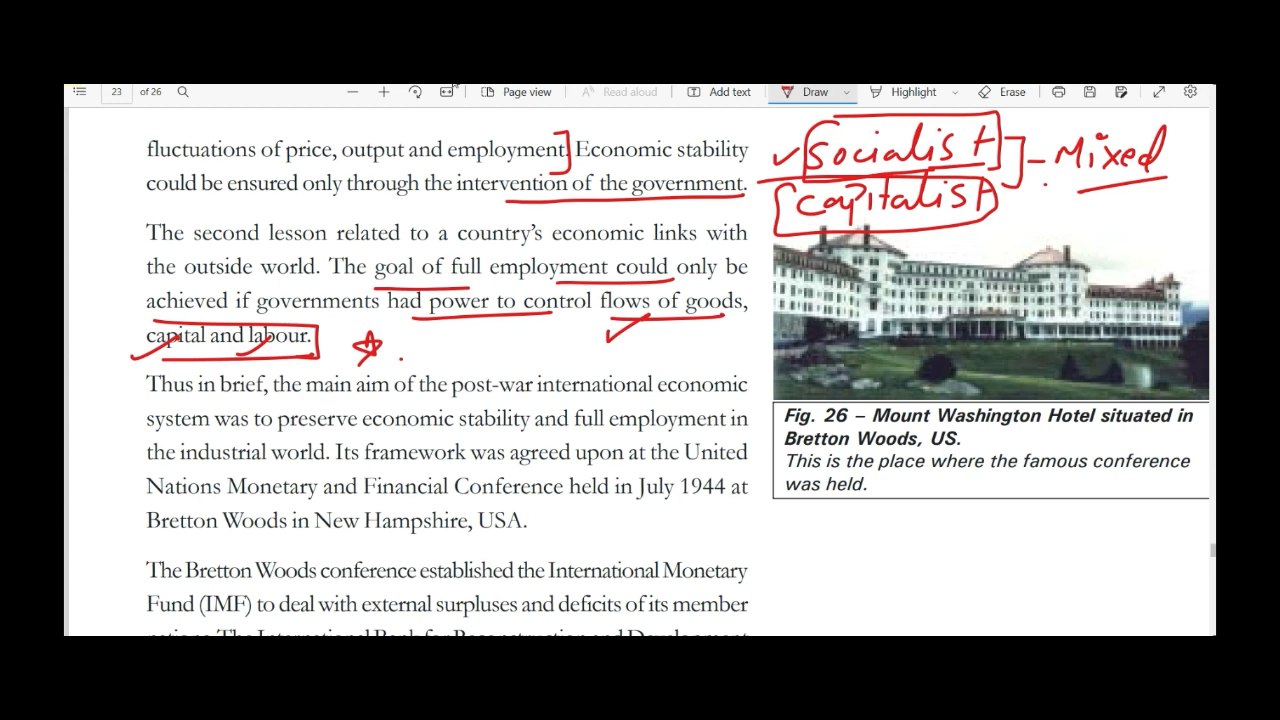 23 of 26 Page view Read aloud Add text Draw Highlight Erase
fluctuations of price, output and employment. Economic stability
could be ensured only through the intervention of the government.
The second lesson related to a country's economic links with
the outside world. The goal of full employment could only be
achieved if governments had power to control flows of goods,
capital and labour.
Thus in brief, the main aim of the post-war international economic
system was to preserve economic stability and full employment in
the industrial world. Its framework was agreed upon at the United
Nations Monetary and Financial Conference held in July 1944 at
Bretton Woods in New Hampshire, USA.
The Bretton Woods conference established the International Monetary
Fund (IMF) to deal with external surpluses and deficits of its member
nations. The International Bank for Reconstruction and Development
Socialist - Mixed
Capitalist
Fig. 26 – Mount Washington Hotel situated in
Bretton Woods, US.
This is the place where the famous conference
was held.